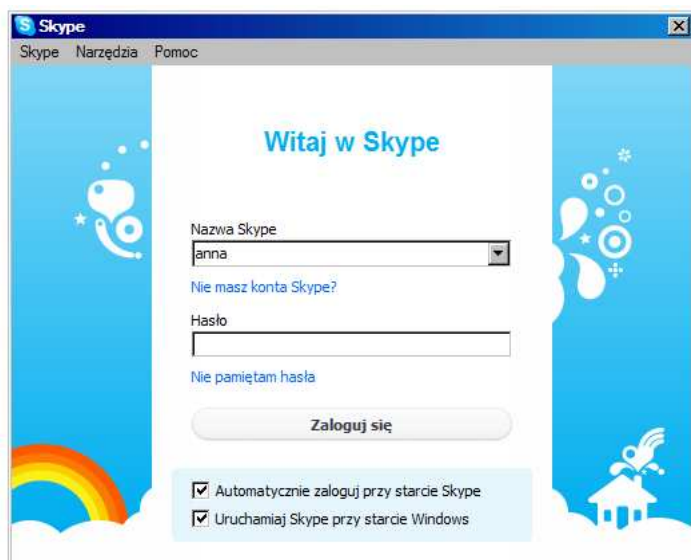 Skype
Skype Narzędzia Pomoc
Witaj w Skype
Nazwa Skype
anna
Nie masz konta Skype?
Hasło
Nie pamiętam hasła
Zaloguj się
Automatycznie zaloguj przy starcie Skype
Uruchamiaj Skype przy starcie Windows